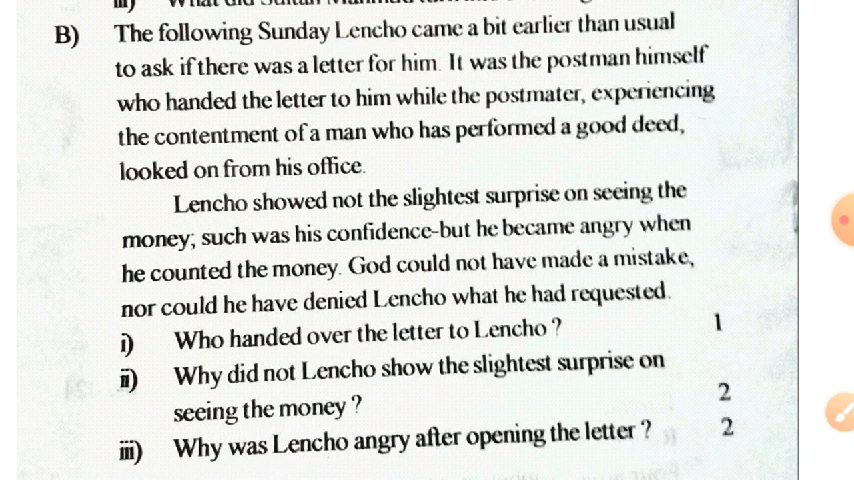 B) The following Sunday Lencho came a bit earlier than usual
to ask if there was a letter for him. It was the postman himself
who handed the letter to him while the postmater, experiencing
the contentment of a man who has performed a good deed,
looked on from his office.
Lencho showed not the slightest surprise on seeing the
money; such was his confidence-but he became angry when
he counted the money. God could not have made a mistake,
nor could he have denied Lencho what he had requested.
i) Who handed over the letter to Lencho ? 1
ii) Why did not Lencho show the slightest surprise on
seeing the money ? 2
iii) Why was Lencho angry after opening the letter ? 2